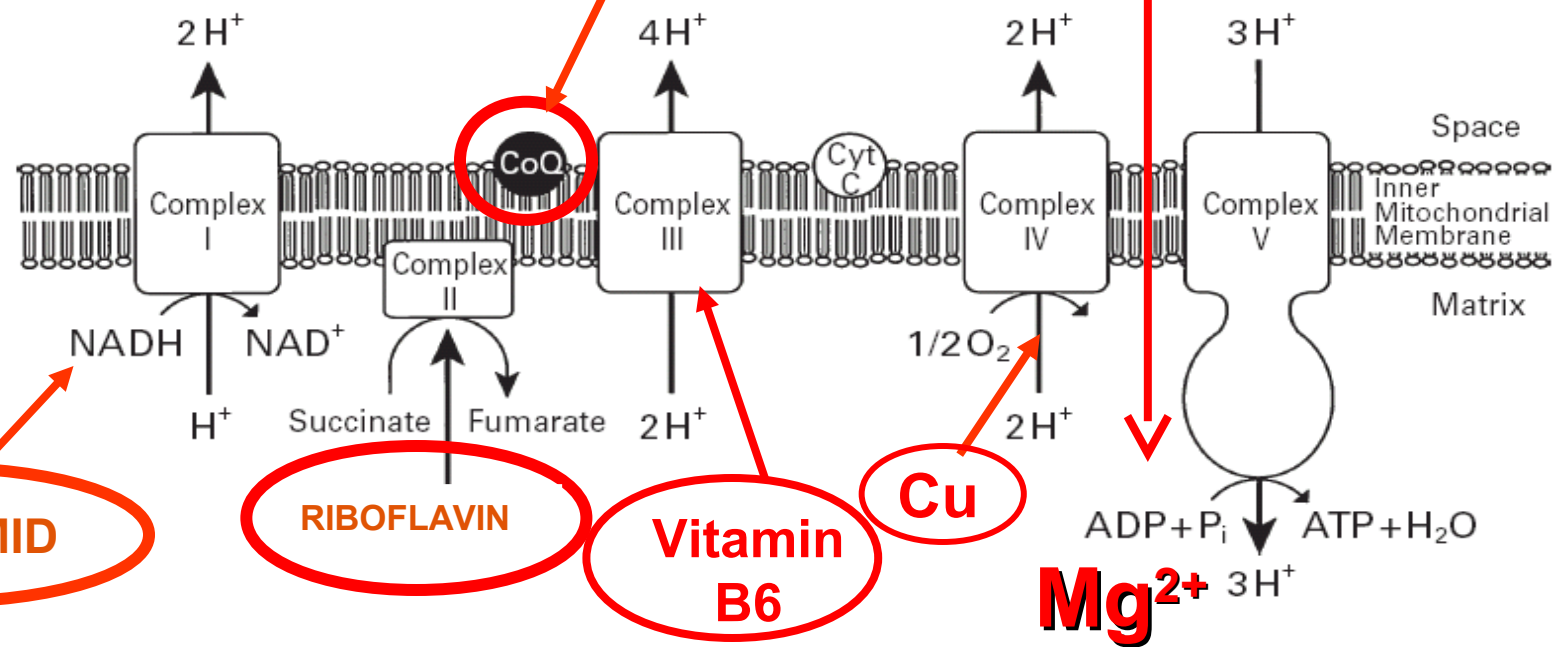 2H⁺
4H⁺
2H⁺
3H⁺
Space
CoQ
Cyt
C
Complex
I
Complex
III
Complex
IV
Complex
V
Inner
Mitochondrial
Membrane
Complex
II
Matrix
NADH
NAD⁺
1/2O₂
H⁺
Succinate
Fumarate
2H⁺
2H⁺
MID
RIBOFLAVIN
Vitamin
B6
Cu
ADP+Pᵢ
ATP+H₂O
Mg²⁺
3H⁺